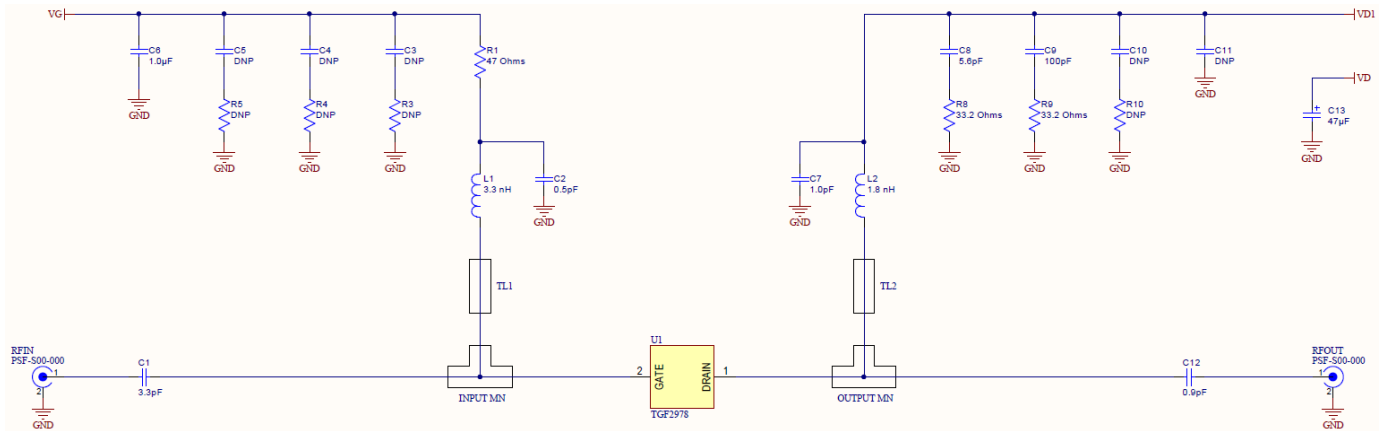 VG
VD1
C6
1.0µF
GND
C5
DNP
R5
DNP
GND
C4
DNP
R4
DNP
GND
C3
DNP
R3
DNP
GND
R1
47 Ohms
L1
3.3 nH
C2
0.5pF
GND
TL1
C8
5.6pF
R8
33.2 Ohms
GND
C9
100pF
R9
33.2 Ohms
GND
C10
DNP
R10
DNP
GND
C11
DNP
GND
VD
+
C13
47µF
GND
C7
1.0pF
GND
L2
1.8 nH
TL2
RFIN
PSF-S00-000
1
2
GND
C1
3.3pF
INPUT MN
U1
2
GATE
DRAIN
1
TGF2978
OUTPUT MN
C12
0.9pF
RFOUT
PSF-S00-000
1
2
GND